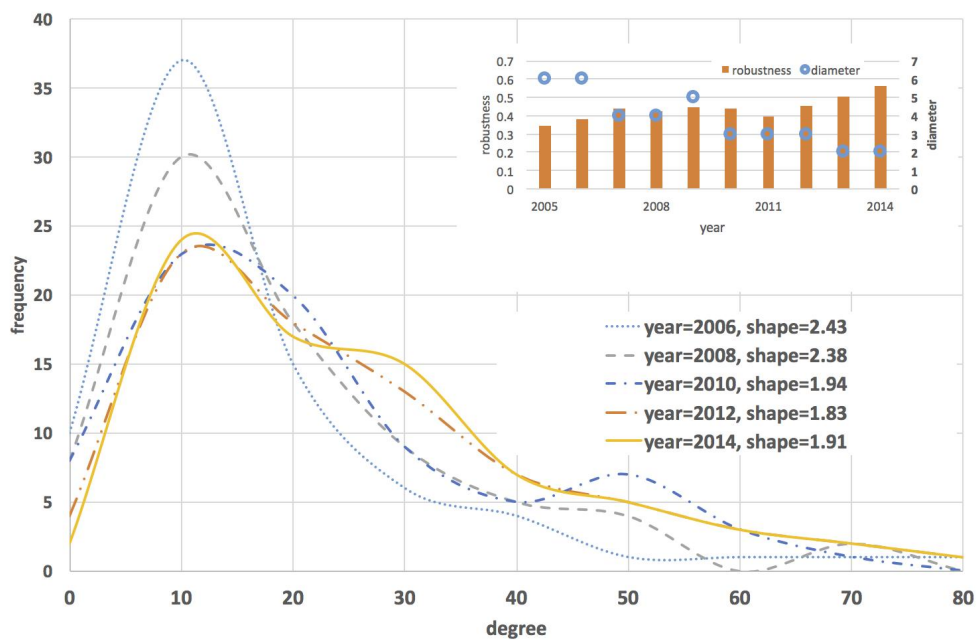 40
35
30
25
20
15
10
5
0
frequency
0 10 20 30 40 50 60 70 80
degree
0.7
0.6
0.5
0.4
0.3
0.2
0.1
0
robustness
robustness diameter
7
6
5
4
3
2
1
0
diameter
2005 2008 2011 2014
year
year=2006, shape=2.43
year=2008, shape=2.38
year=2010, shape=1.94
year=2012, shape=1.83
year=2014, shape=1.91